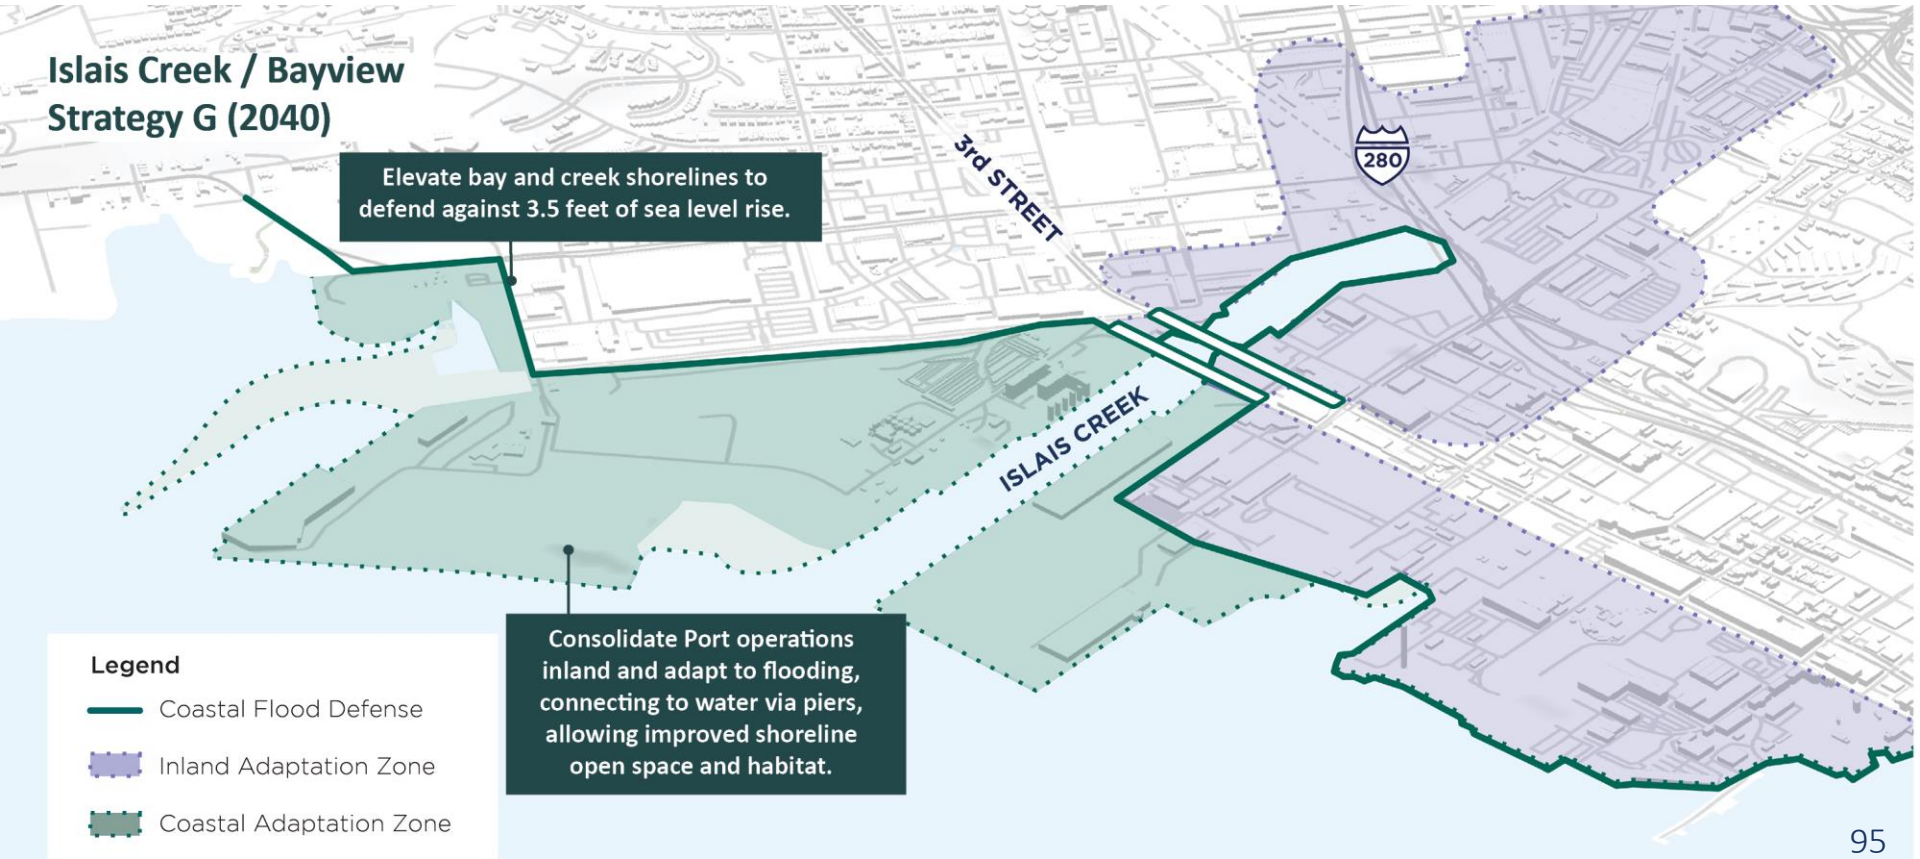 Islais Creek / Bayview
Strategy G (2040)
Elevate bay and creek shorelines to
defend against 3.5 feet of sea level rise.
3rd STREET
280
ISLAIS CREEK
Consolidate Port operations
inland and adapt to flooding,
connecting to water via piers,
allowing improved shoreline
open space and habitat.
Legend
Coastal Flood Defense
Inland Adaptation Zone
Coastal Adaptation Zone
95